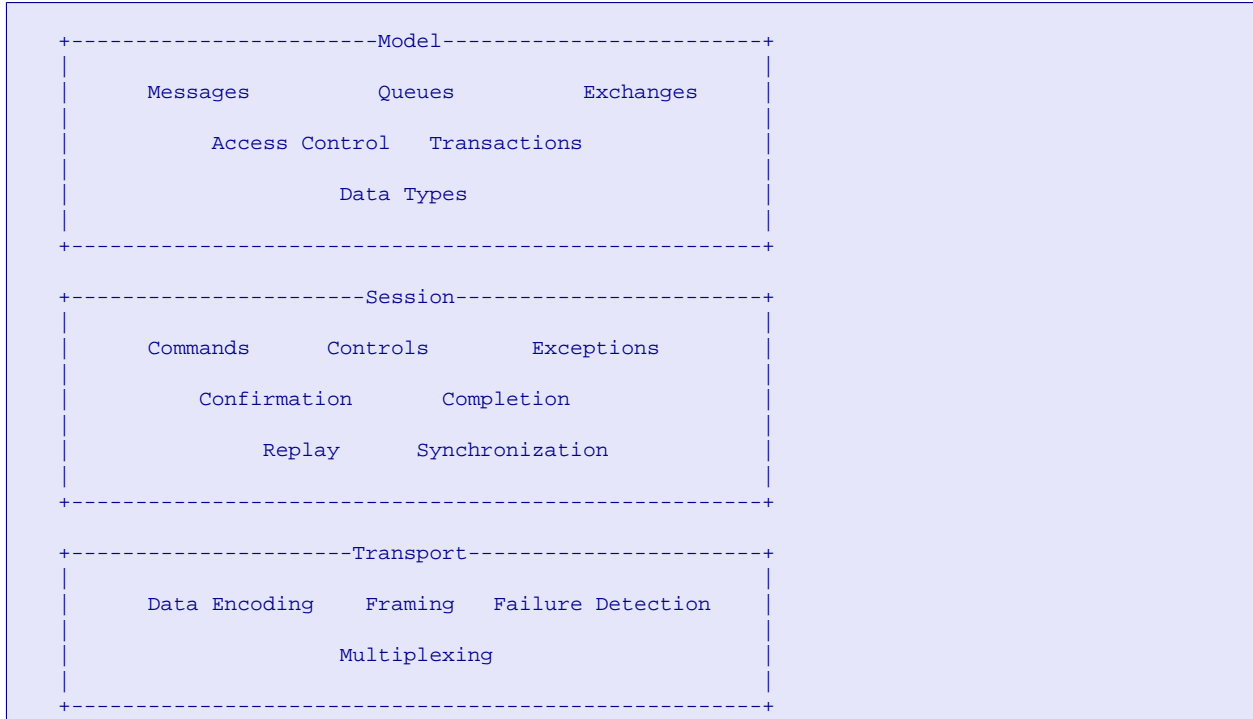 +------------------------Model-------------------------+
| |
| Messages Queues Exchanges |
| |
| Access Control Transactions |
| |
| Data Types |
| |
+------------------------------------------------------+
+-----------------------Session------------------------+
| |
| Commands Controls Exceptions |
| |
| Confirmation Completion |
| |
| Replay Synchronization |
| |
+------------------------------------------------------+
+----------------------Transport-----------------------+
| |
| Data Encoding Framing Failure Detection |
| |
| Multiplexing |
| |
+------------------------------------------------------+